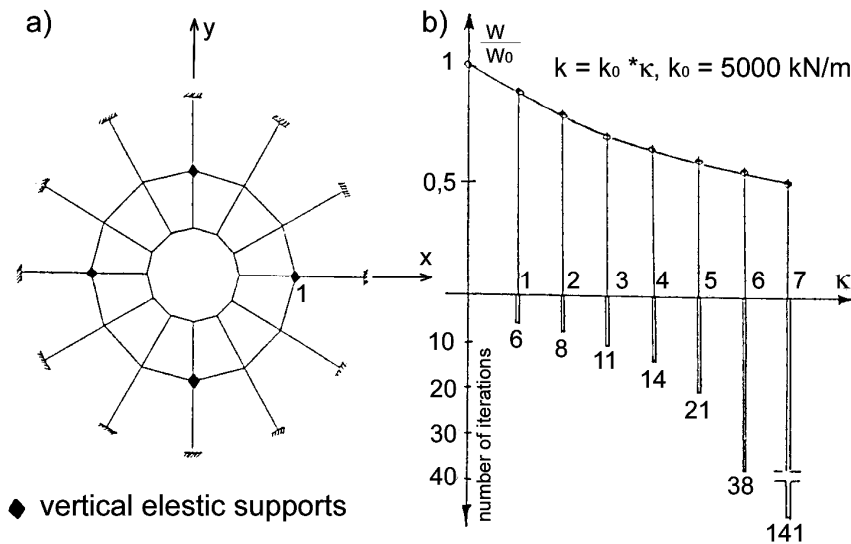 a)
y
x
1
vertical elestic supports
b)
W
W0
k = k0 *κ, k0 = 5000 kN/m
1
0,5
1 2 3 4 5 6 7 κ
10
20
30
40
number of iterations
6
8
11
14
21
38
141